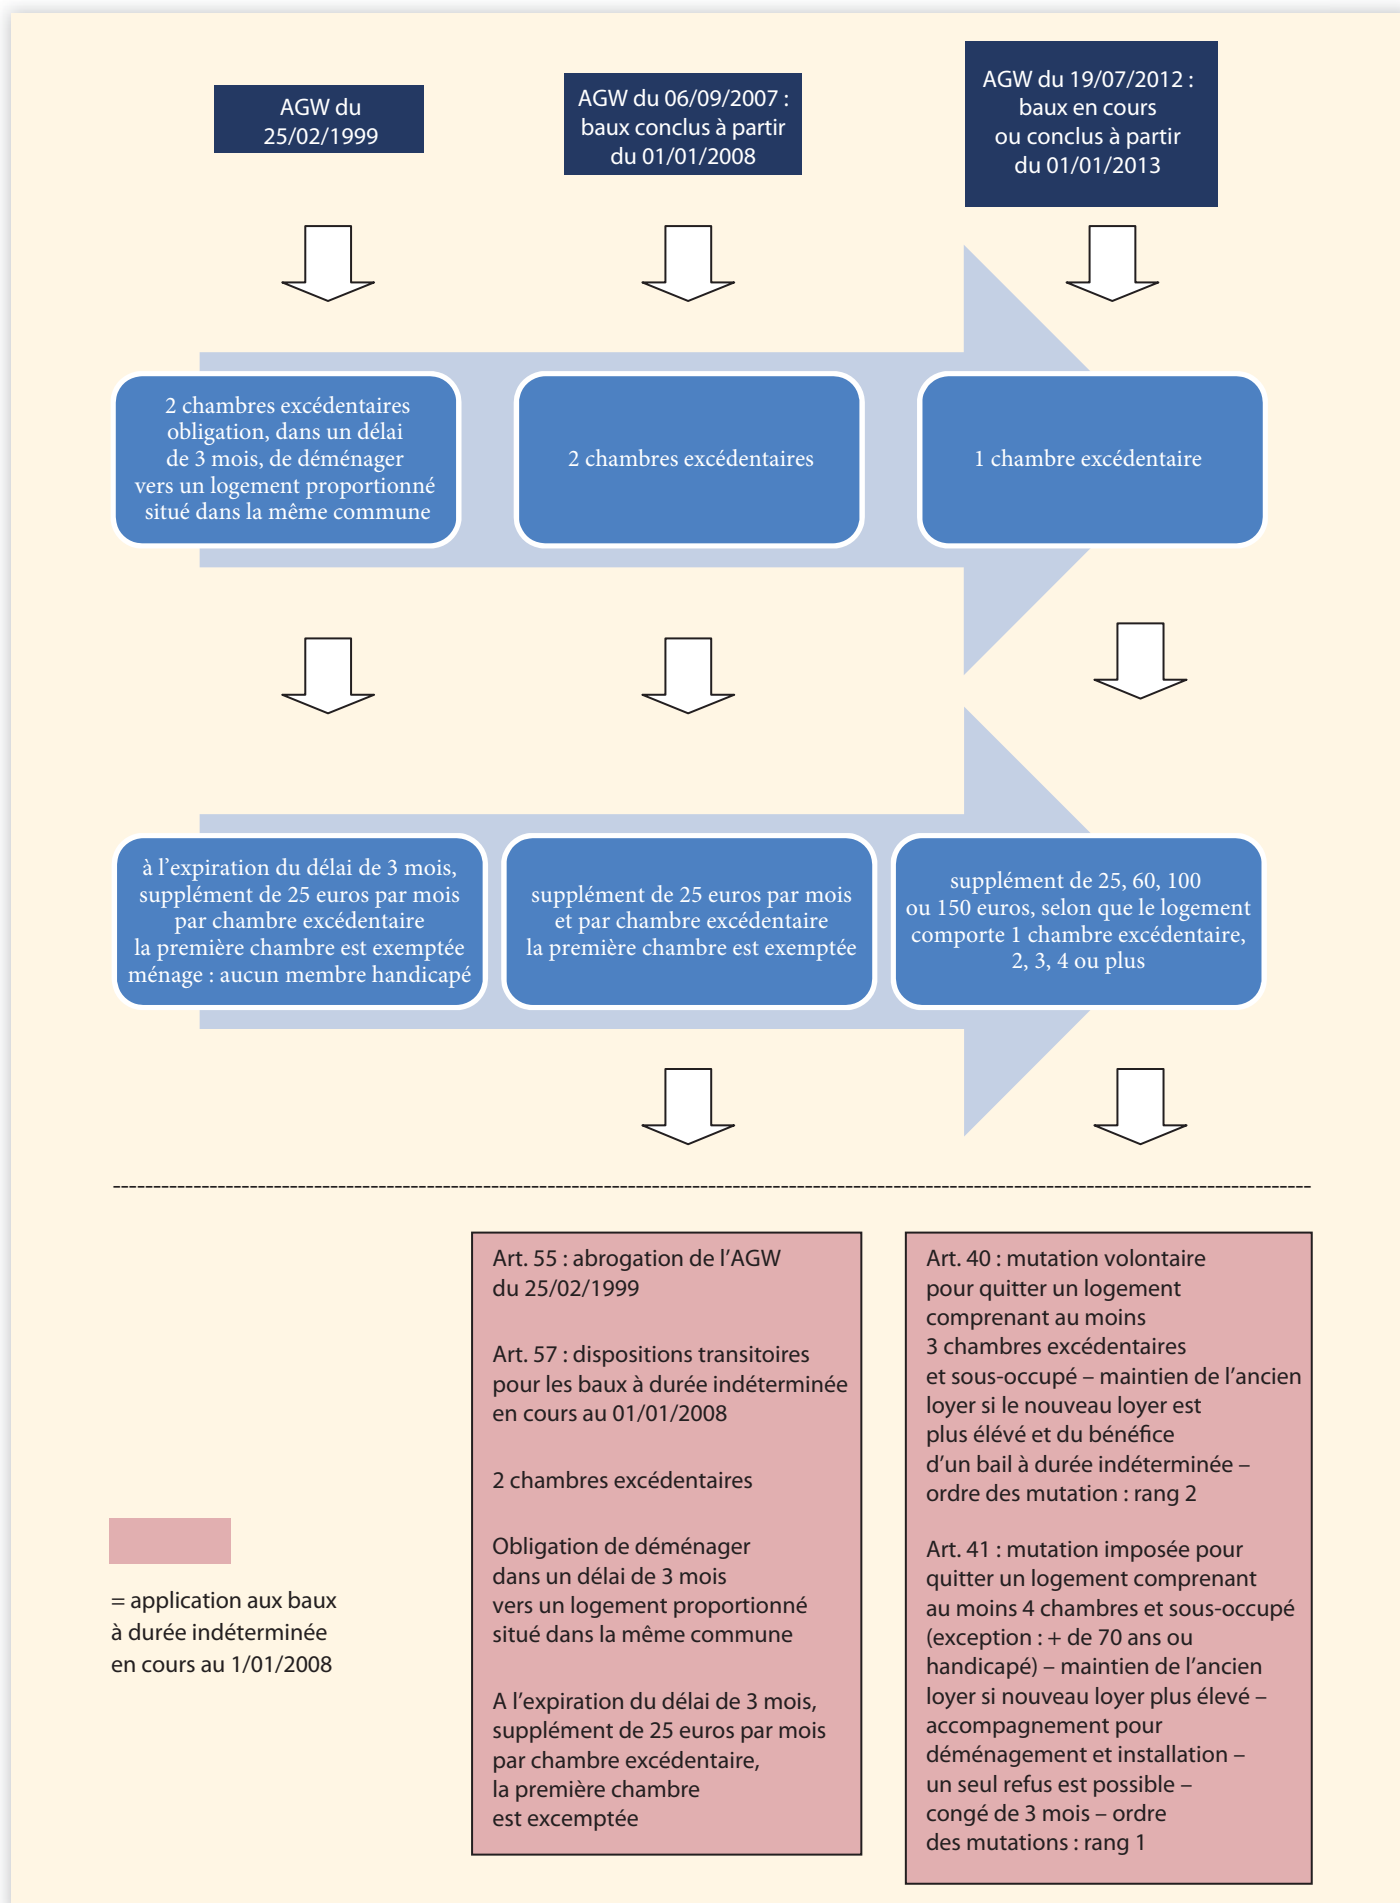 AGW du
25/02/1999
AGW du 06/09/2007 :
baux conclus à partir
du 01/01/2008
AGW du 19/07/2012 :
baux en cours
ou conclus à partir
du 01/01/2013
2 chambres excédentaires
obligation, dans un délai
de 3 mois, de déménager
vers un logement proportionné
situé dans la même commune
2 chambres excédentaires
1 chambre excédentaire
à l'expiration du délai de 3 mois,
supplément de 25 euros par mois
par chambre excédentaire
la première chambre est exemptée
ménage : aucun membre handicapé
supplément de 25 euros par mois
et par chambre excédentaire
la première chambre est exemptée
supplément de 25, 60, 100
ou 150 euros, selon que le logement
comporte 1 chambre excédentaire,
2, 3, 4 ou plus
= application aux baux
à durée indéterminée
en cours au 1/01/2008
Art. 55 : abrogation de l'AGW
du 25/02/1999
Art. 57 : dispositions transitoires
pour les baux à durée indéterminée
en cours au 01/01/2008
2 chambres excédentaires
Obligation de déménager
dans un délai de 3 mois
vers un logement proportionné
situé dans la même commune
A l'expiration du délai de 3 mois,
supplément de 25 euros par mois
par chambre excédentaire,
la première chambre
est excemptée
Art. 40 : mutation volontaire
pour quitter un logement
comprenant au moins
3 chambres excédentaires
et sous-occupé – maintien de l'ancien
loyer si le nouveau loyer est
plus élévé et du bénéfice
d'un bail à durée indéterminée –
ordre des mutation : rang 2
Art. 41 : mutation imposée pour
quitter un logement comprenant
au moins 4 chambres et sous-occupé
(exception : + de 70 ans ou
handicapé) – maintien de l'ancien
loyer si nouveau loyer plus élevé –
accompagnement pour
déménagement et installation –
un seul refus est possible –
congé de 3 mois – ordre
des mutations : rang 1